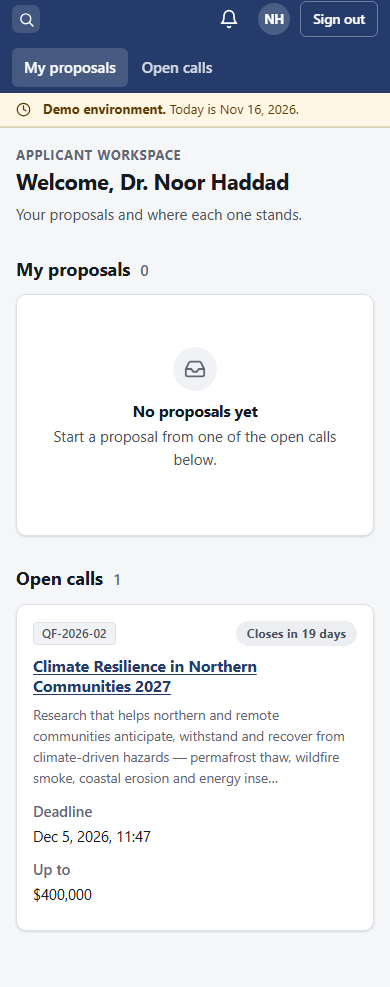 NH
Sign out
My proposals
Open calls
Demo environment. Today is Nov 16, 2026.
APPLICANT WORKSPACE
Welcome, Dr. Noor Haddad
Your proposals and where each one stands.
My proposals 0
No proposals yet
Start a proposal from one of the open calls
below.
Open calls 1
QF-2026-02
Closes in 19 days
Climate Resilience in Northern
Communities 2027
Research that helps northern and remote
communities anticipate, withstand and recover from
climate-driven hazards — permafrost thaw, wildfire
smoke, coastal erosion and energy inse...
Deadline
Dec 5, 2026, 11:47
Up to
$400,000